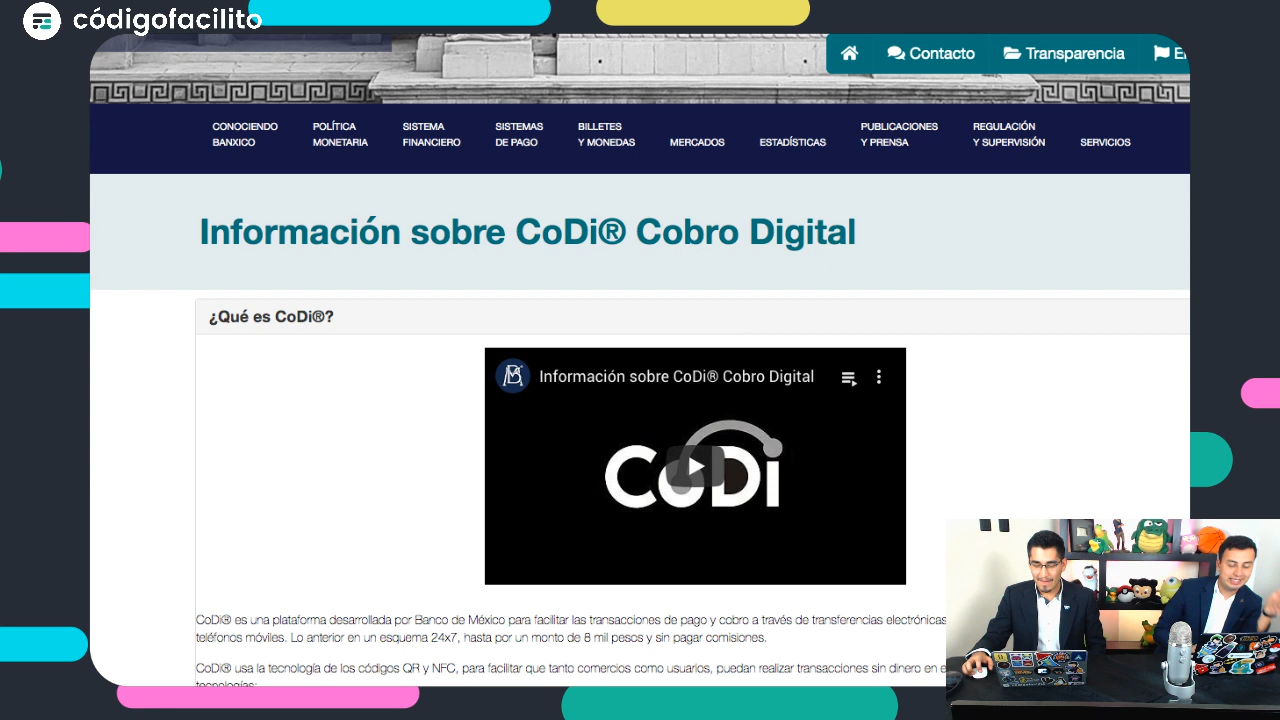 códigofacilito
Contacto
Transparencia
CONOCIENDO
BANXICO
POLÍTICA
MONETARIA
SISTEMA
FINANCIERO
SISTEMAS
DE PAGO
BILLETES
Y MONEDAS
MERCADOS
ESTADÍSTICAS
PUBLICACIONES
Y PRENSA
REGULACIÓN
Y SUPERVISIÓN
SERVICIOS
Información sobre CoDi® Cobro Digital
¿Qué es CoDi®?
Información sobre CoDi® Cobro Digital
CoDi
CoDi® es una plataforma desarrollada por Banco de México para facilitar las transacciones de pago y cobro a través de transferencias electrónicas
teléfonos móviles. Lo anterior en un esquema 24x7, hasta por un monto de 8 mil pesos y sin pagar comisiones.
CoDi® usa la tecnología de los códigos QR y NFC, para facilitar que tanto comercios como usuarios, puedan realizar transacciones sin dinero en
tecnologías: